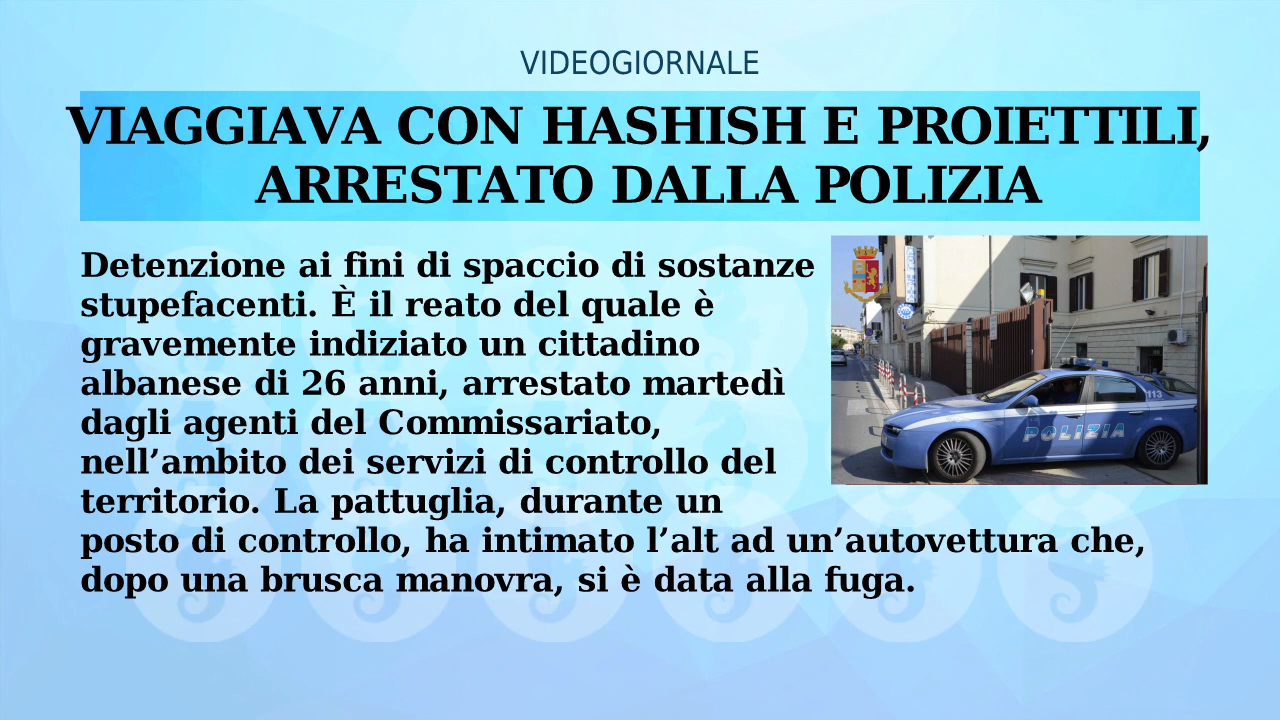 VIDEOGIORNALE
VIAGGIAVA CON HASHISH E PROIETTILI,
ARRESTATO DALLA POLIZIA
Detenzione ai fini di spaccio di sostanze
stupefacenti. È il reato del quale è
gravemente indiziato un cittadino
albanese di 26 anni, arrestato martedì
dagli agenti del Commissariato,
nell’ambito dei servizi di controllo del
territorio. La pattuglia, durante un
posto di controllo, ha intimato l’alt ad un’autovettura che,
dopo una brusca manovra, si è data alla fuga.
113
POLIZIA